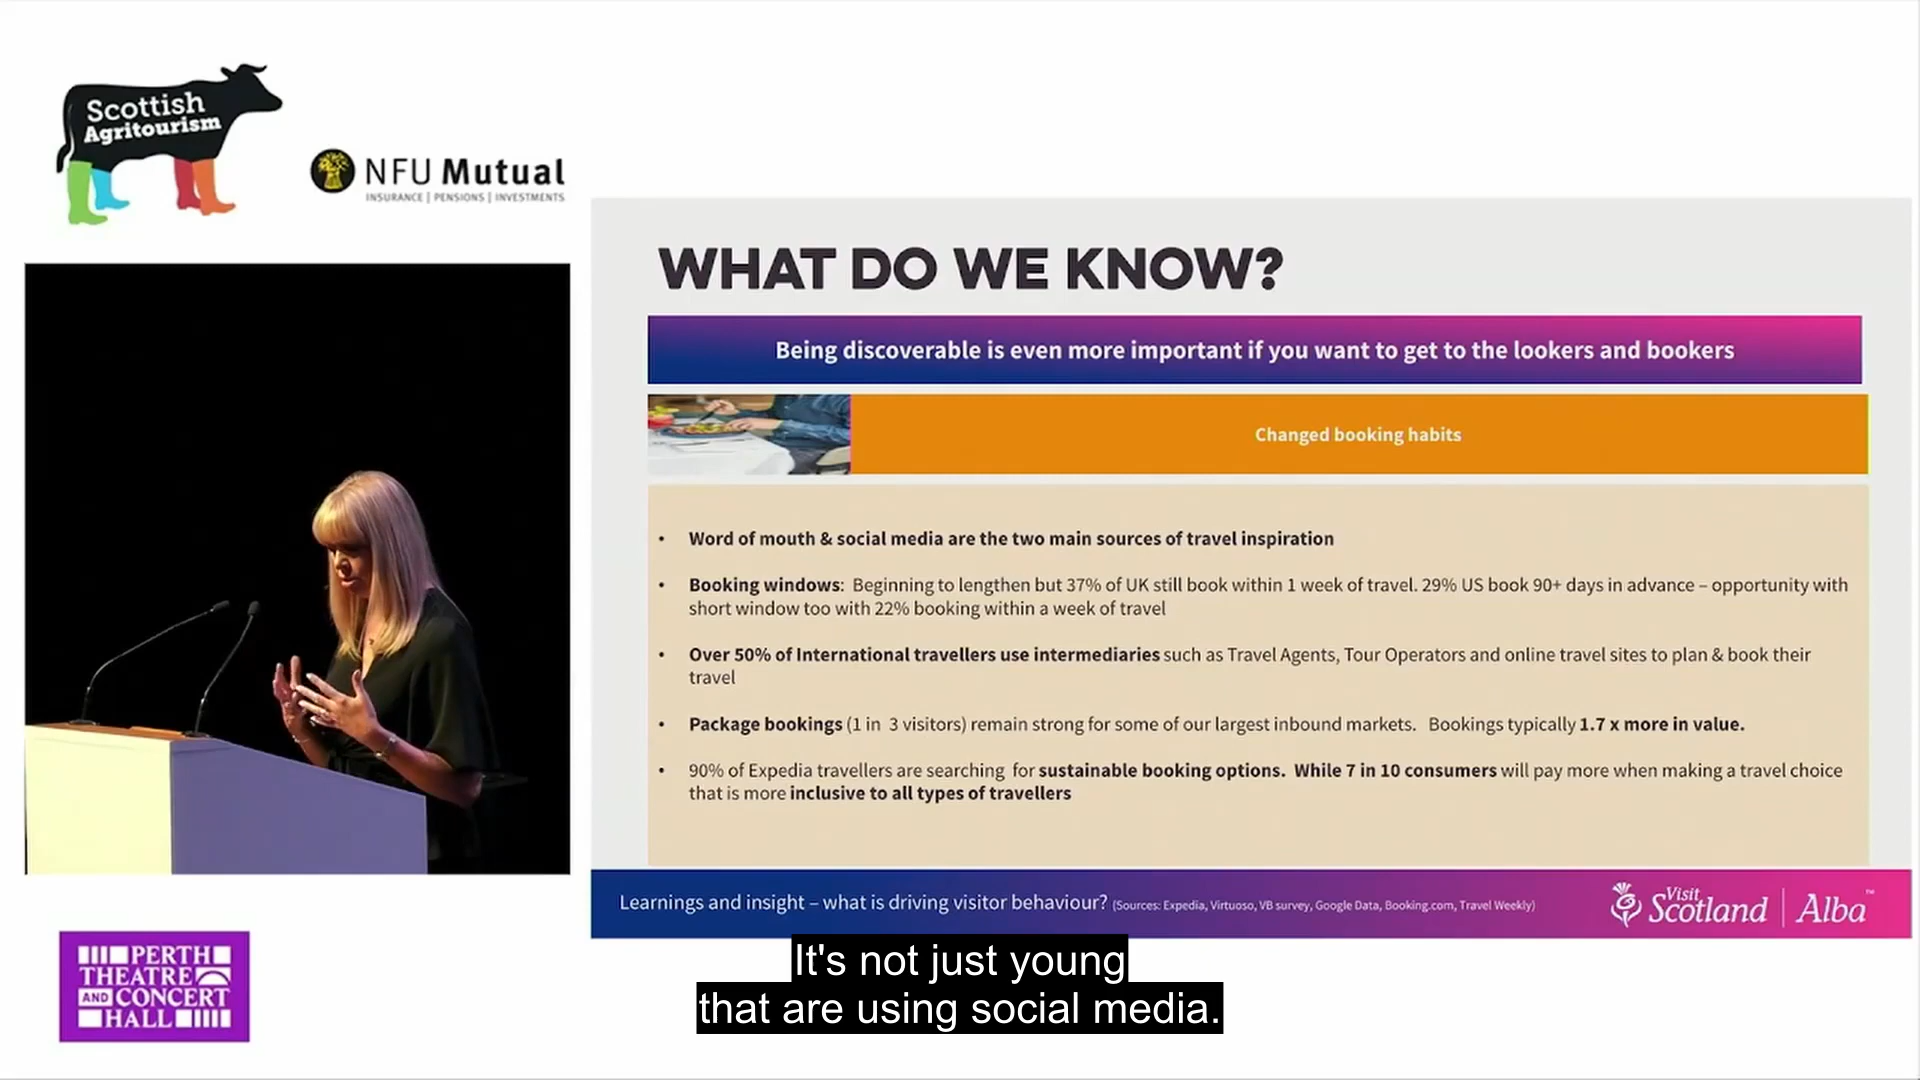 Scottish
Agritourism
NFU Mutual
INSURANCE | PENSIONS | INVESTMENTS
WHAT DO WE KNOW?
Being discoverable is even more important if you want to get to the lookers and bookers
Changed booking habits
• Word of mouth & social media are the two main sources of travel inspiration
• Booking windows: Beginning to lengthen but 37% of UK still book within 1 week of travel. 29% US book 90+ days in advance – opportunity with
short window too with 22% booking within a week of travel
• Over 50% of International travellers use intermediaries such as Travel Agents, Tour Operators and online travel sites to plan & book their
travel
• Package bookings (1 in 3 visitors) remain strong for some of our largest inbound markets. Bookings typically 1.7 x more in value.
• 90% of Expedia travellers are searching for sustainable booking options. While 7 in 10 consumers will pay more when making a travel choice
that is more inclusive to all types of travellers
Learnings and insight – what is driving visitor behaviour? (Sources: Expedia, Virtuoso, VB survey, Google Data, Booking.com, Travel Weekly)
Visit
Scotland | Alba™
PERTH
THEATRE
AND CONCERT
HALL
It's not just young
that are using social media.